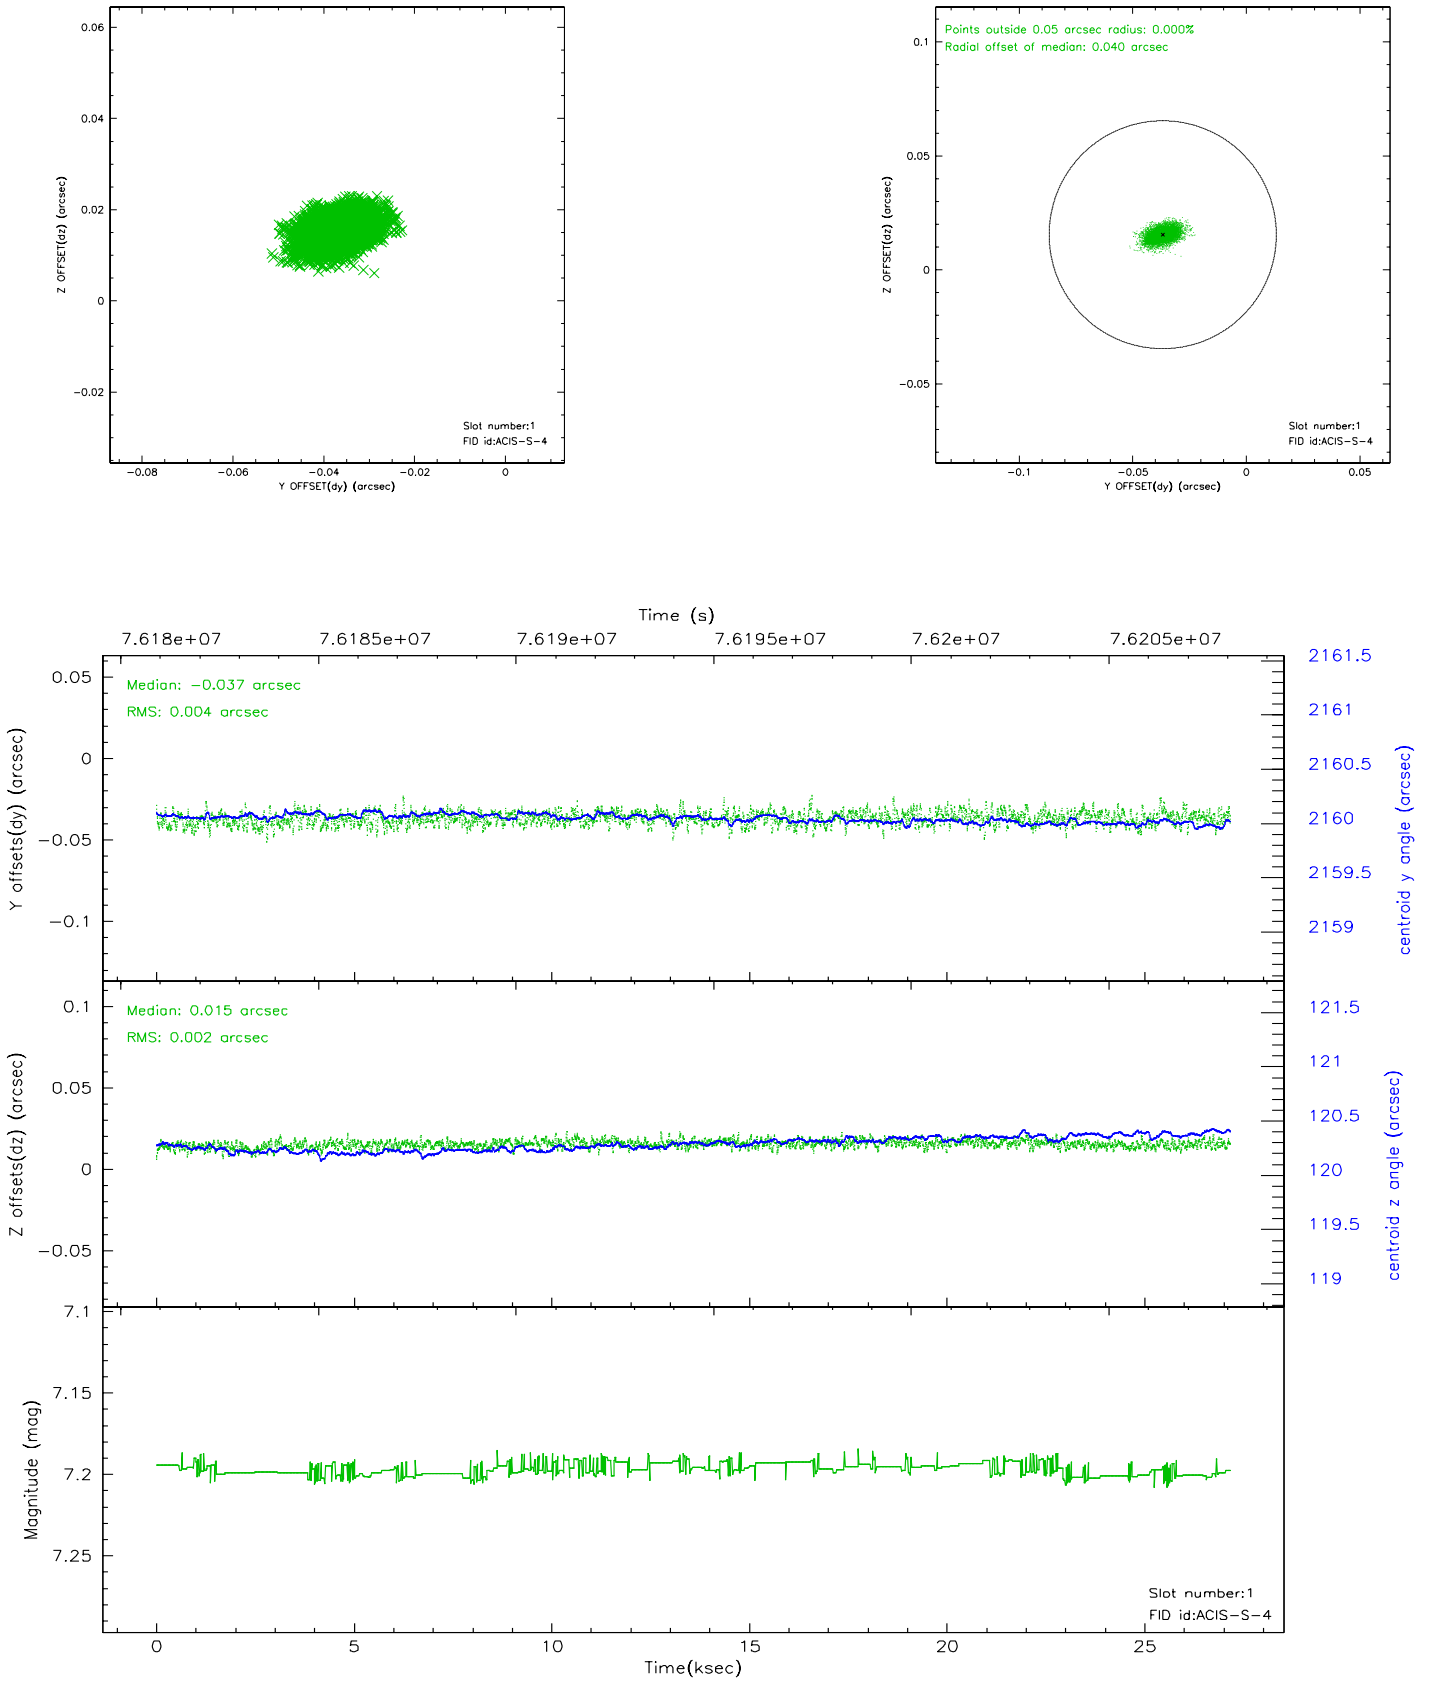 0.06
0.04
0.02
0
−0.02
Z OFFSET(dz) (arcsec)
Slot number:1
FID id:ACIS−S−4
−0.08 −0.06 −0.04 −0.02 0
Y OFFSET(dy) (arcsec)
Points outside 0.05 arcsec radius: 0.000%
Radial offset of median: 0.040 arcsec
0.1
0.05
0
−0.05
Z OFFSET(dz) (arcsec)
Slot number:1
FID id:ACIS−S−4
−0.1 −0.05 0 0.05
Y OFFSET(dy) (arcsec)
Time (s)
7.618e+07 7.6185e+07 7.619e+07 7.6195e+07 7.62e+07 7.6205e+07
Median: −0.037 arcsec
RMS: 0.004 arcsec
0.05
0
−0.05
−0.1
Y offsets(dy) (arcsec)
2161.5
2161
2160.5
2160
2159.5
2159
centroid y angle (arcsec)
Median: 0.015 arcsec
RMS: 0.002 arcsec
0.1
0.05
0
−0.05
Z offsets(dz) (arcsec)
121.5
121
120.5
120
119.5
119
centroid z angle (arcsec)
7.1
7.15
7.2
7.25
Magnitude (mag)
Slot number:1
FID id:ACIS−S−4
0 5 10 15 20 25
Time(ksec)